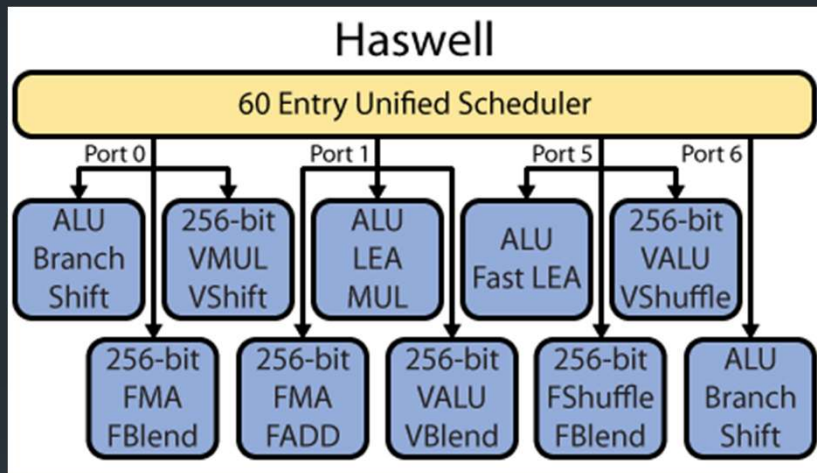 Haswell
60 Entry Unified Scheduler
Port 0
Port 1
Port 5
Port 6
ALU
Branch
Shift
256-bit
VMUL
VShift
ALU
LEA
MUL
ALU
Fast LEA
256-bit
VALU
VShuffle
256-bit
FMA
FBlend
256-bit
FMA
FADD
256-bit
VALU
VBlend
256-bit
FShuffle
FBlend
ALU
Branch
Shift